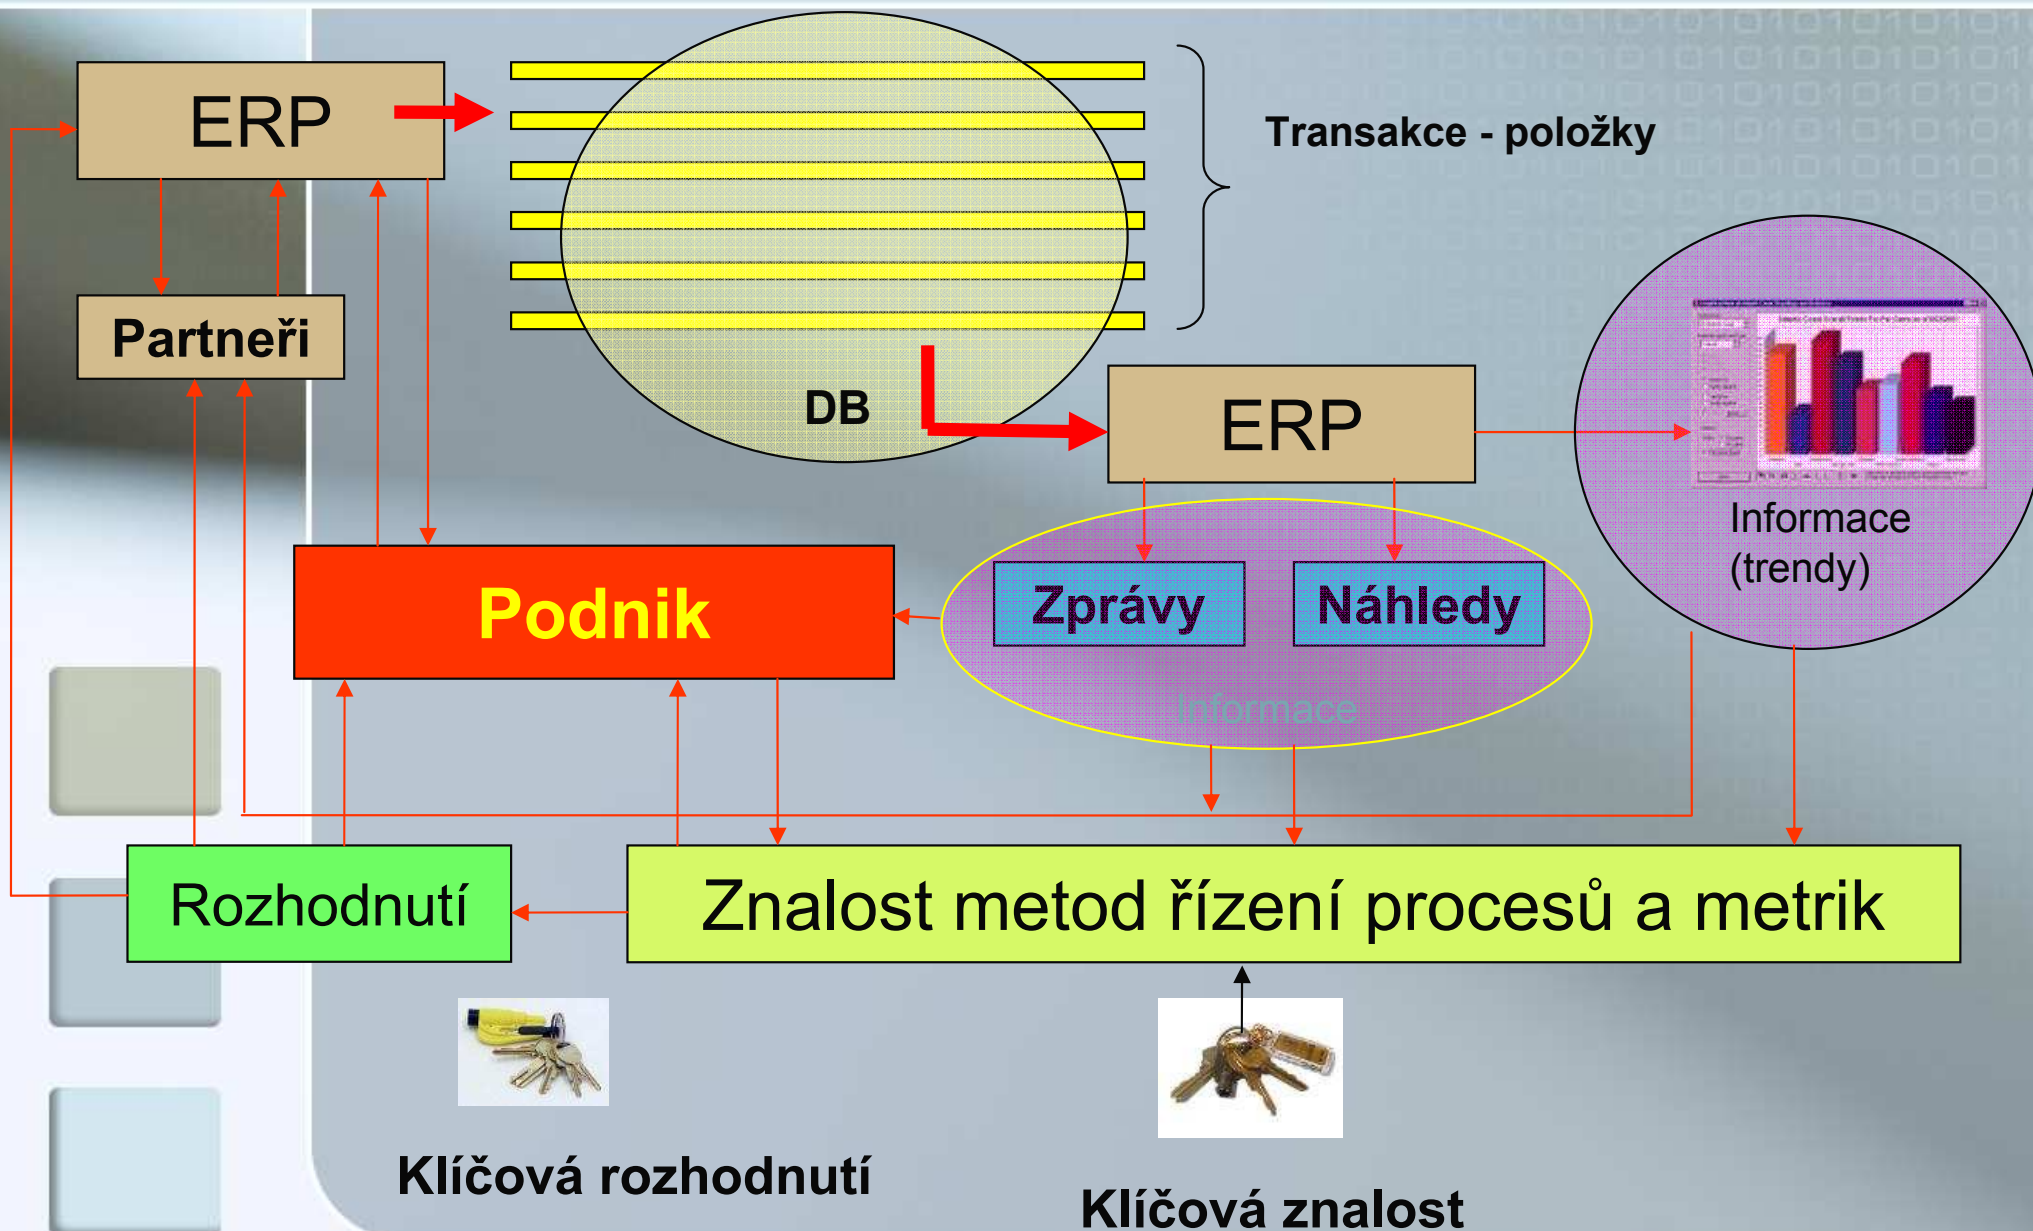 ERP
Transakce - položky
Partneři
DB
ERP
Informace
(trendy)
Podnik
Zprávy
Náhledy
Informace
Rozhodnutí
Znalost metod řízení procesů a metrik
Klíčová rozhodnutí
Klíčová znalost